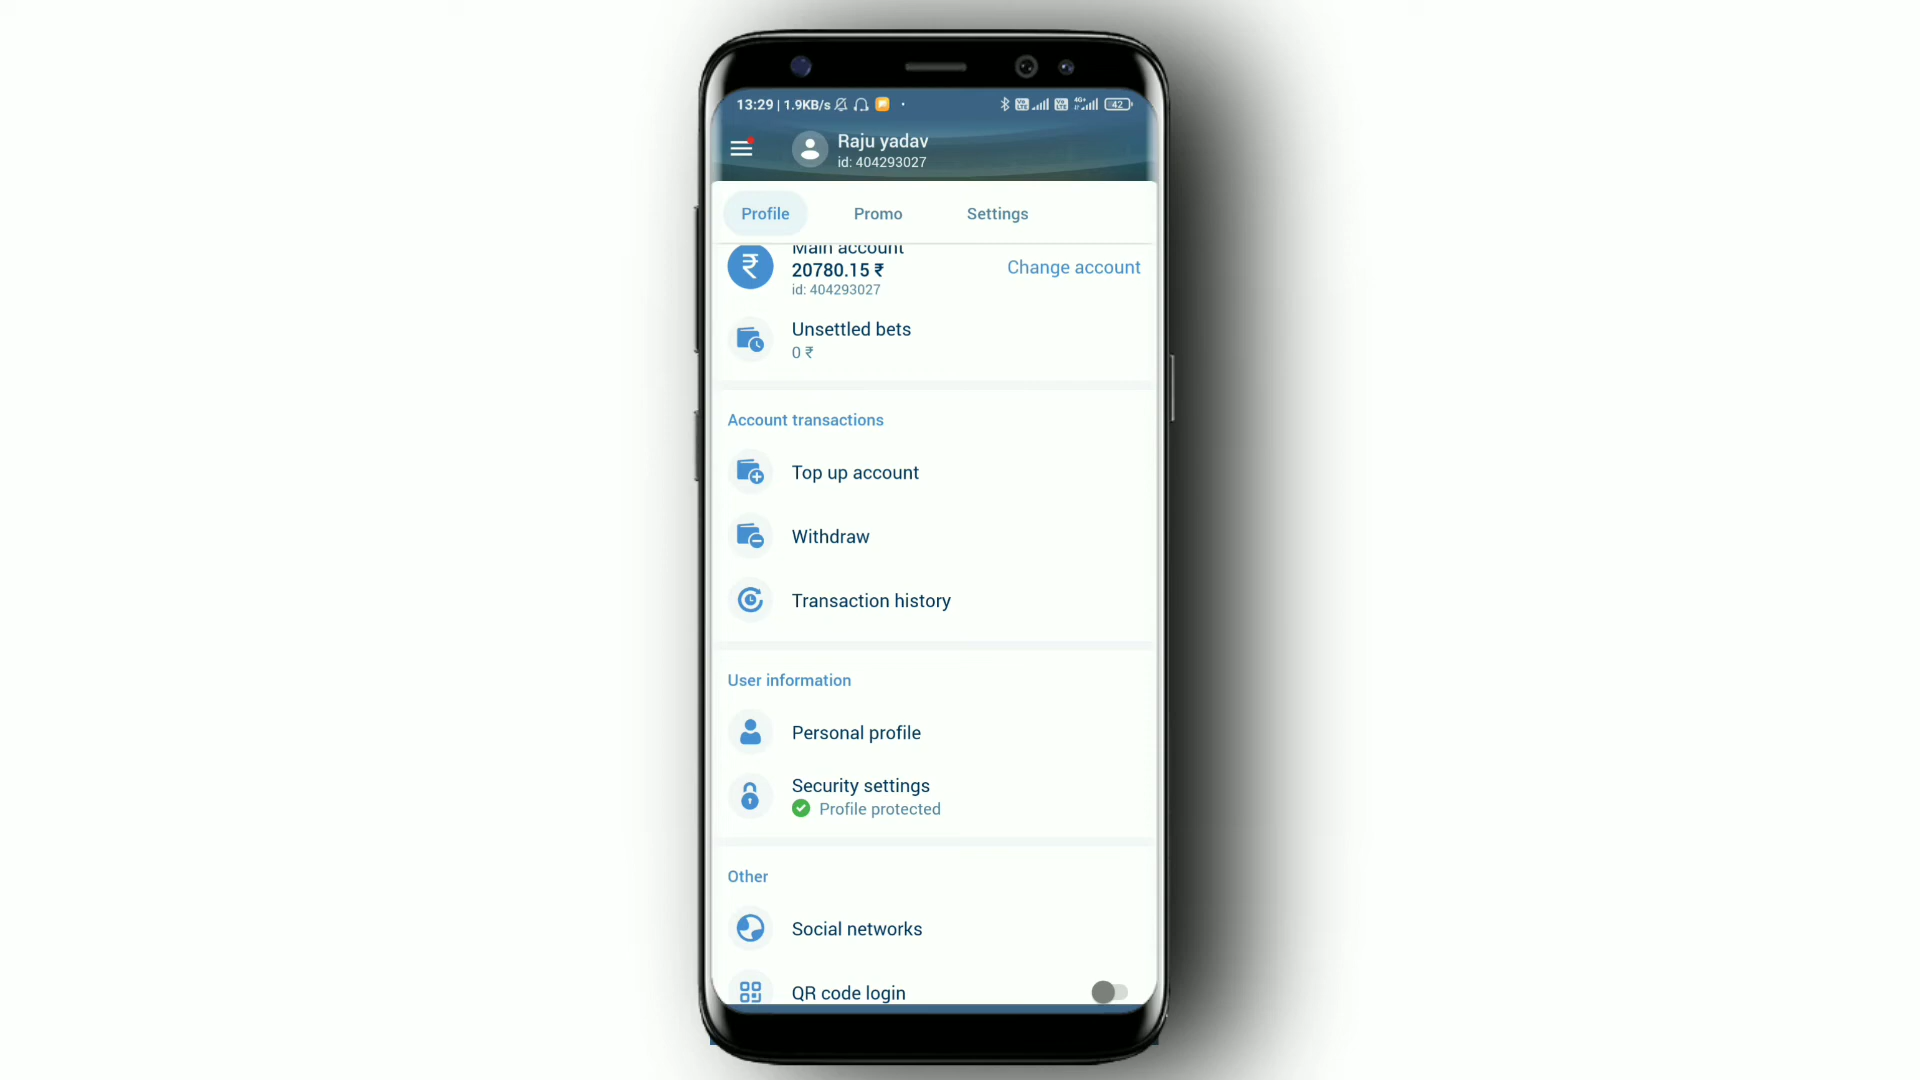 13:29 | 1.9KB/s
42
Raju yadav
id: 404293027
Profile
Promo
Settings
Main account
20780.15 ₹
Change account
id: 404293027
Unsettled bets
0 ₹
Account transactions
Top up account
Withdraw
Transaction history
User information
Personal profile
Security settings
Profile protected
Other
Social networks
QR code login